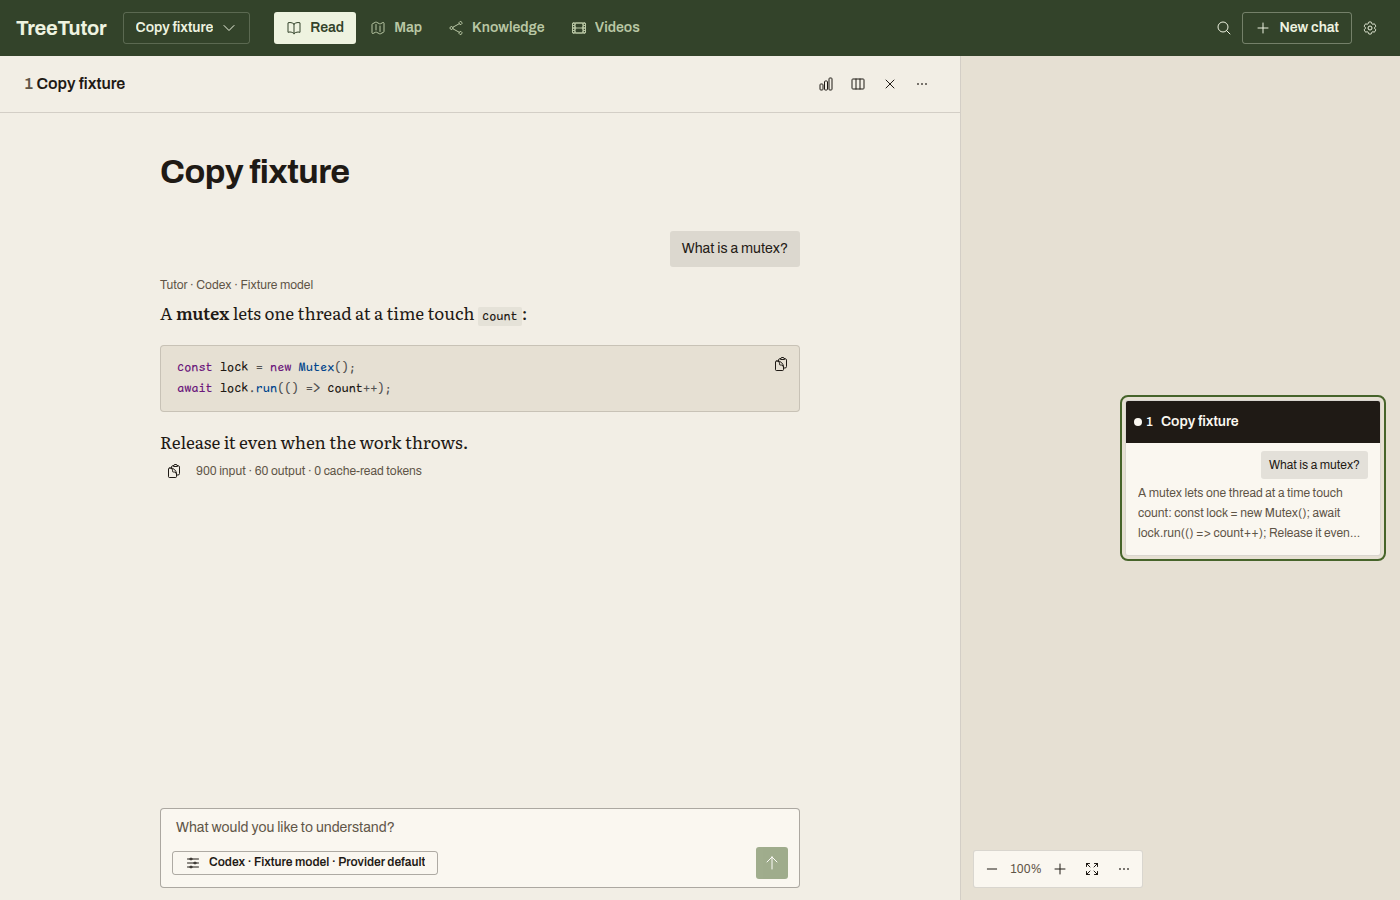 TreeTutor
Copy fixture
Read
Map
Knowledge
Videos
New chat
1 Copy fixture
Copy fixture
What is a mutex?
Tutor · Codex · Fixture model
A mutex lets one thread at a time touch count:
const lock = new Mutex();
await lock.run(() => count++);
Release it even when the work throws.
900 input · 60 output · 0 cache-read tokens
What would you like to understand?
Codex · Fixture model · Provider default
1 Copy fixture
What is a mutex?
A mutex lets one thread at a time touch
count: const lock = new Mutex(); await
lock.run(() => count++); Release it even...
100%